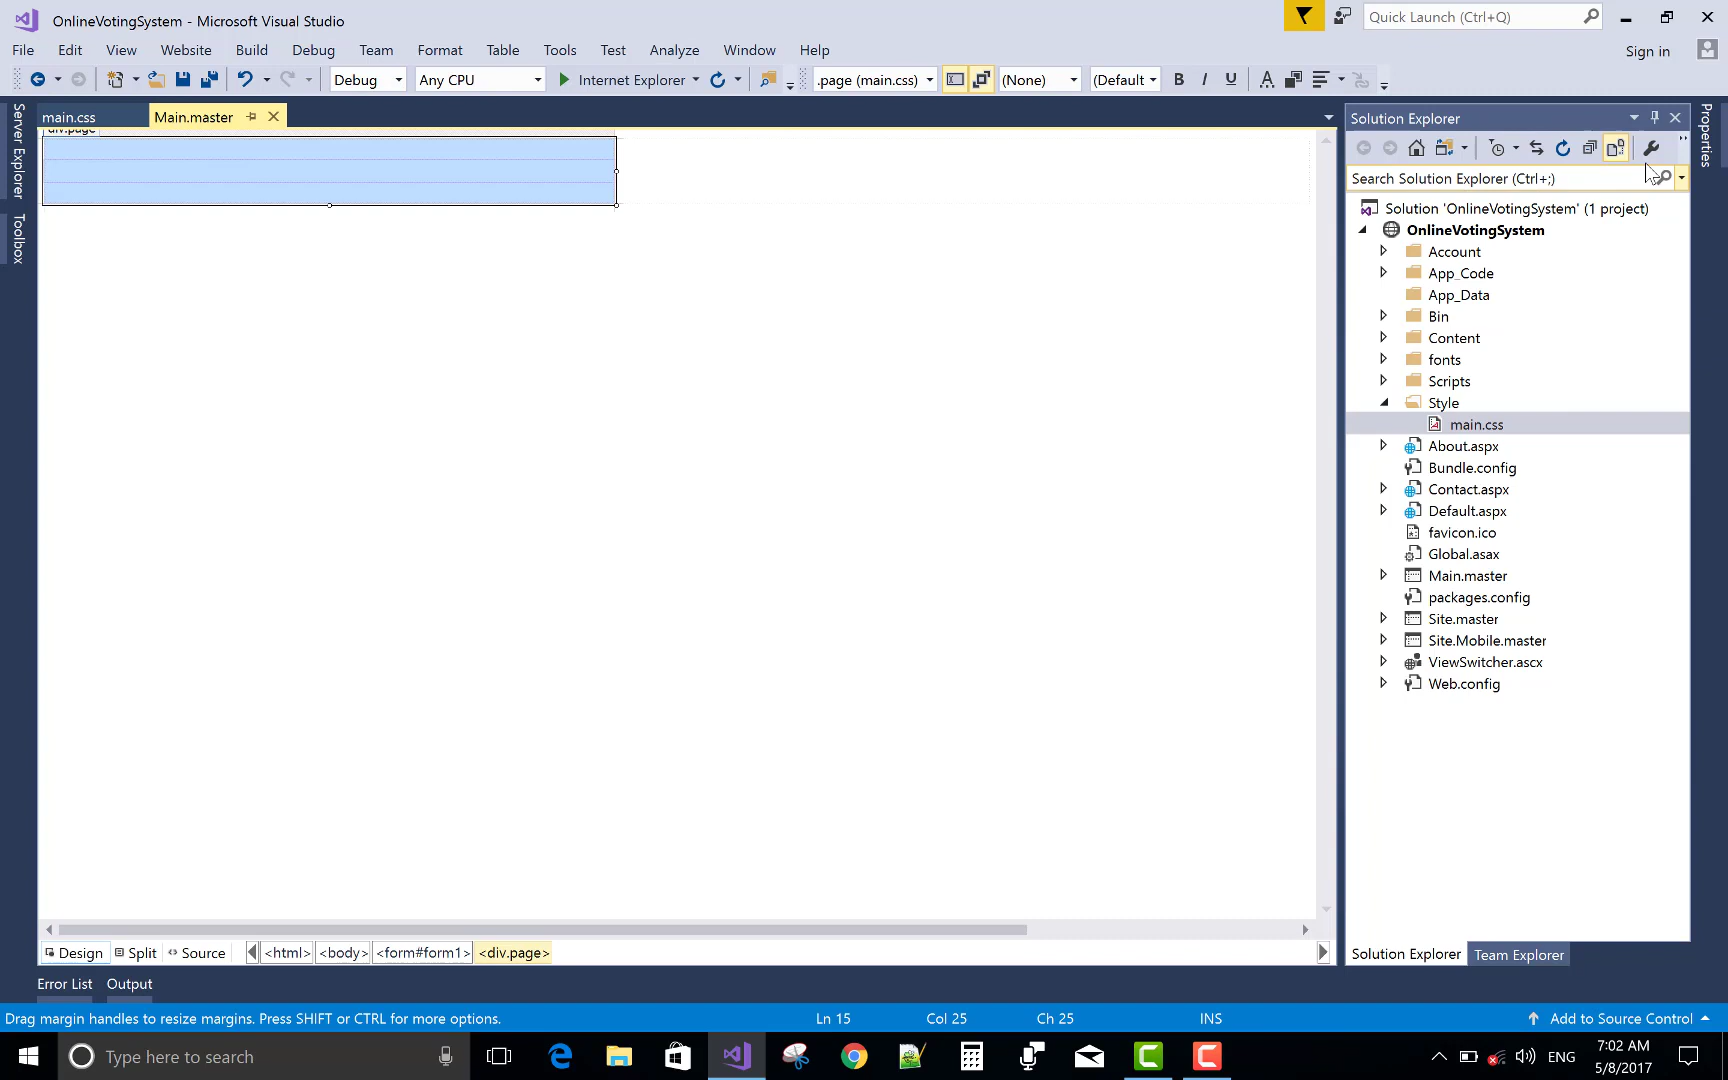 OnlineVotingSystem - Microsoft Visual Studio
Quick Launch (Ctrl+Q)
File Edit View Website Build Debug Team Format Table Tools Test Analyze Window Help
Sign in
Debug Any CPU Internet Explorer .page (main.css) (None) (Default B I U A
Server Explorer
Toolbox
main.css Main.master
div.page
Solution Explorer
Search Solution Explorer (Ctrl+;)
Solution 'OnlineVotingSystem' (1 project)
OnlineVotingSystem
Account
App_Code
App_Data
Bin
Content
fonts
Scripts
Style
main.css
About.aspx
Bundle.config
Contact.aspx
Default.aspx
favicon.ico
Global.asax
Main.master
packages.config
Site.master
Site.Mobile.master
ViewSwitcher.ascx
Web.config
Properties
Design Split Source <html> <body> <form#form1> <div.page>
Solution Explorer Team Explorer
Error List Output
Drag margin handles to resize margins. Press SHIFT or CTRL for more options. Ln 15 Col 25 Ch 25 INS Add to Source Control
Type here to search
ENG
7:02 AM
5/8/2017